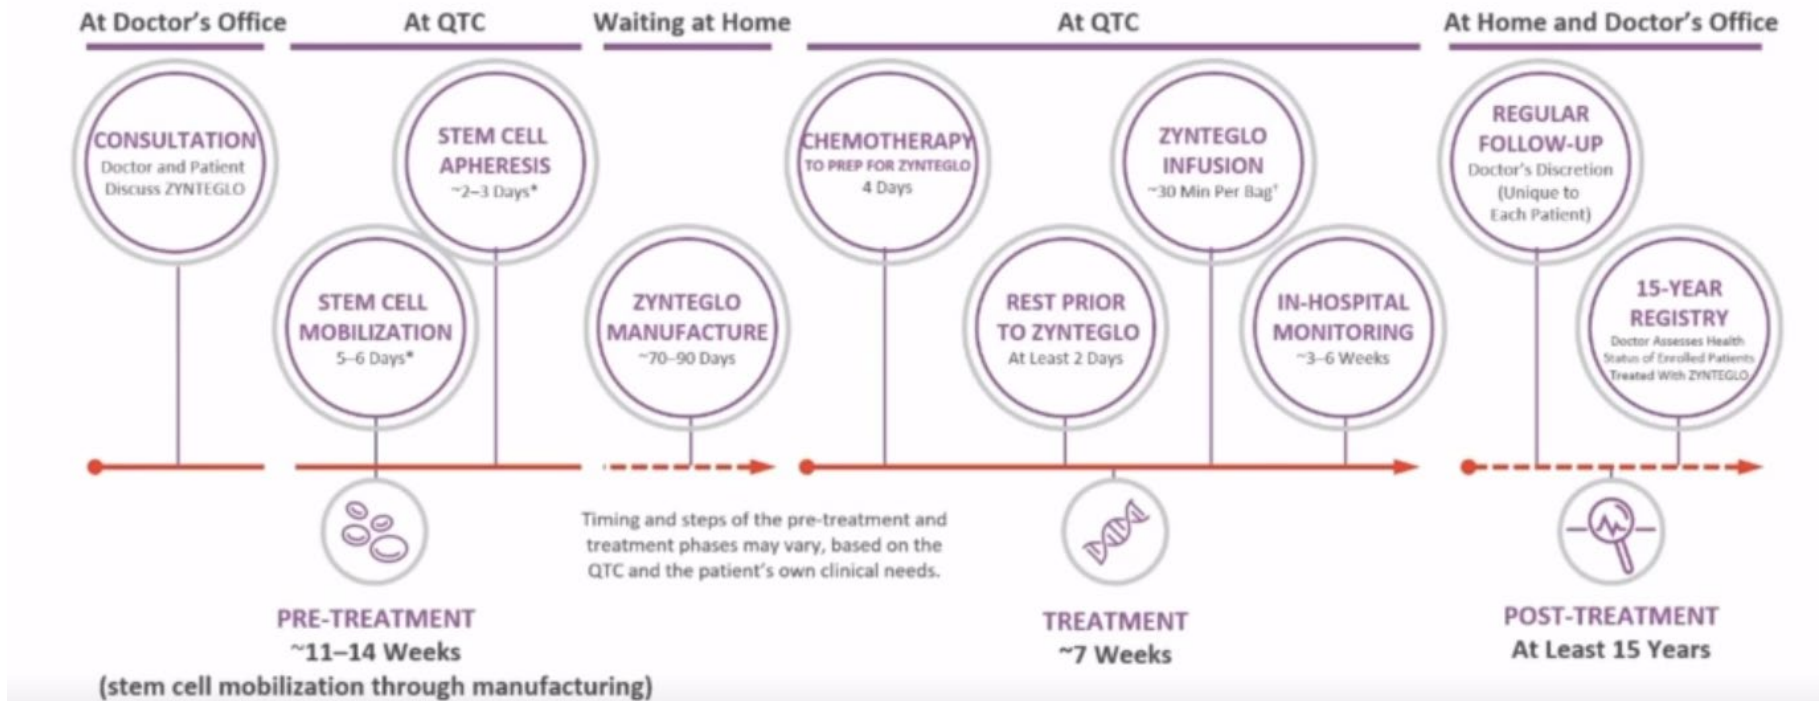 At Doctor's Office
At QTC
Waiting at Home
At QTC
At Home and Doctor's Office
CONSULTATION
Doctor and Patient
Discuss ZYNTEGLO
STEM CELL
MOBILIZATION
5–6 Days*
STEM CELL
APHERESIS
~2–3 Days*
ZYNTEGLO
MANUFACTURE
~70–90 Days
CHEMOTHERAPY
TO PREP FOR ZYNTEGLO
4 Days
REST PRIOR
TO ZYNTEGLO
At Least 2 Days
ZYNTEGLO
INFUSION
~30 Min Per Bag†
IN-HOSPITAL
MONITORING
~3–6 Weeks
REGULAR
FOLLOW-UP
Doctor's Discretion
(Unique to
Each Patient)
15-YEAR
REGISTRY
Doctor Assesses Health
Status of Enrolled Patients
Treated With ZYNTEGLO
Timing and steps of the pre-treatment and
treatment phases may vary, based on the
QTC and the patient's own clinical needs.
PRE-TREATMENT
~11–14 Weeks
(stem cell mobilization through manufacturing)
TREATMENT
~7 Weeks
POST-TREATMENT
At Least 15 Years